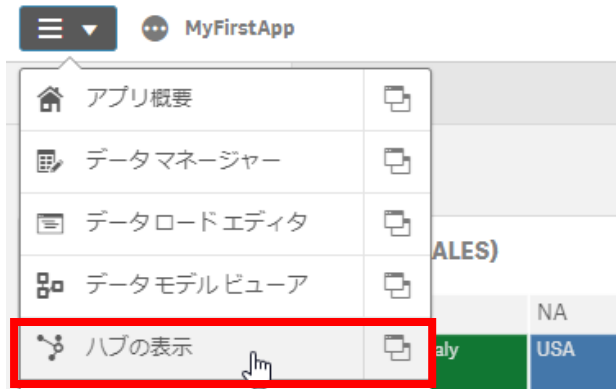 MyFirstApp
アプリ概要
データ マネージャー
ALES)
データ ロード エディタ
データ モデル ビューア
NA
ハブの表示
aly
USA